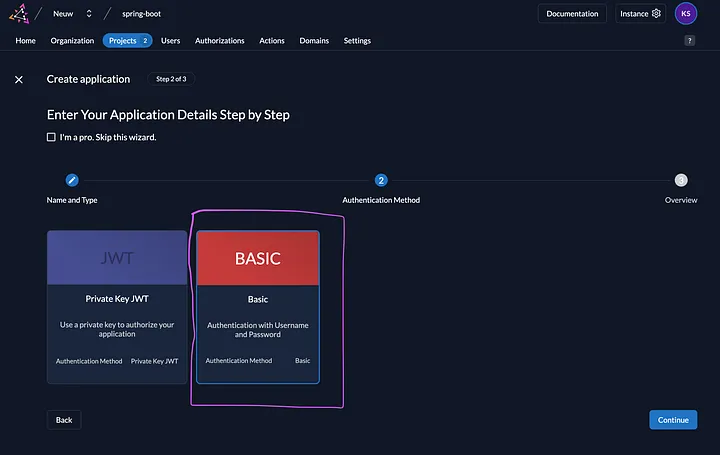 Neuw
spring-boot
Documentation
Instance
KS
Home
Organization
Projects 2
Users
Authorizations
Actions
Domains
Settings
?
Create application
Step 2 of 3
Enter Your Application Details Step by Step
I'm a pro. Skip this wizard.
2
3
Name and Type
Authentication Method
Overview
JWT
Private Key JWT
Use a private key to authorize your
application
Authentication Method
Private Key JWT
BASIC
Basic
Authentication with Username
and Password
Authentication Method
Basic
Back
Continue